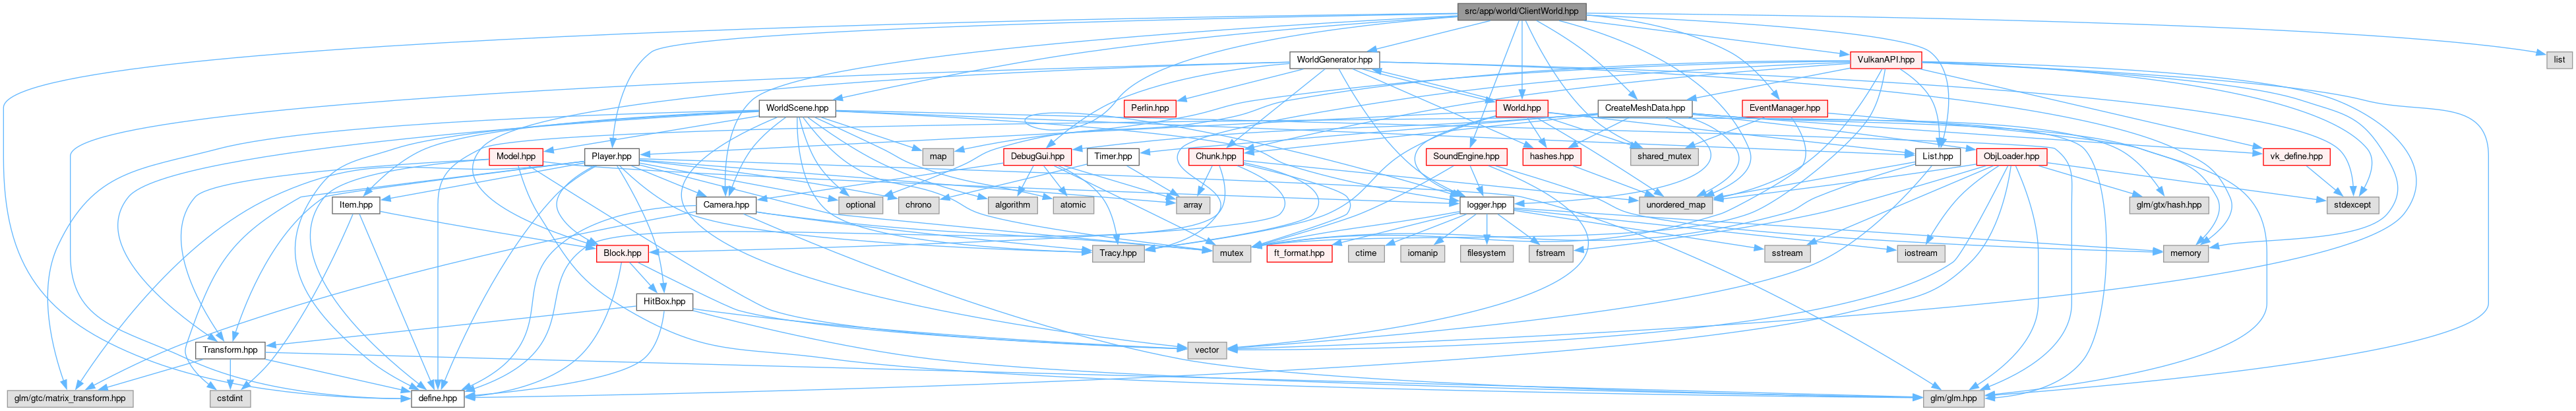 src/app/world/ClientWorld.hpp
WorldGenerator.hpp
VulkanAPI.hpp
list
WorldScene.hpp
Perlin.hpp
World.hpp
CreateMeshData.hpp
EventManager.hpp
Model.hpp
Player.hpp
map
DebugGui.hpp
Timer.hpp
Chunk.hpp
SoundEngine.hpp
hashes.hpp
shared_mutex
List.hpp
ObjLoader.hpp
vk_define.hpp
Item.hpp
Camera.hpp
optional
chrono
algorithm
atomic
array
logger.hpp
unordered_map
glm/gtx/hash.hpp
stdexcept
Block.hpp
Tracy.hpp
mutex
ft_format.hpp
ctime
iomanip
filesystem
fstream
sstream
iostream
memory
HitBox.hpp
Transform.hpp
vector
glm/gtc/matrix_transform.hpp
cstdint
define.hpp
glm/glm.hpp